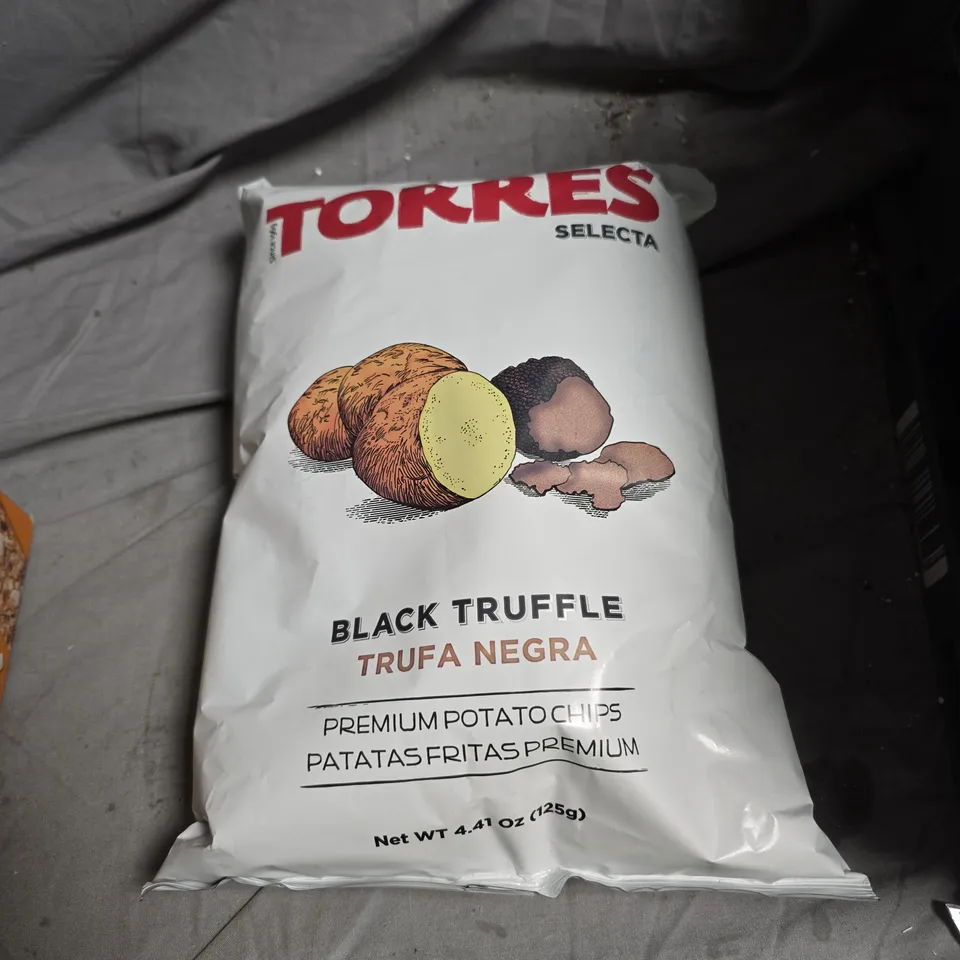 TORRES
SELECTA
BLACK TRUFFLE
TRUFA NEGRA
PREMIUM POTATO CHIPS
PATATAS FRITAS PREMIUM
Net WT 4.41 Oz (125g)